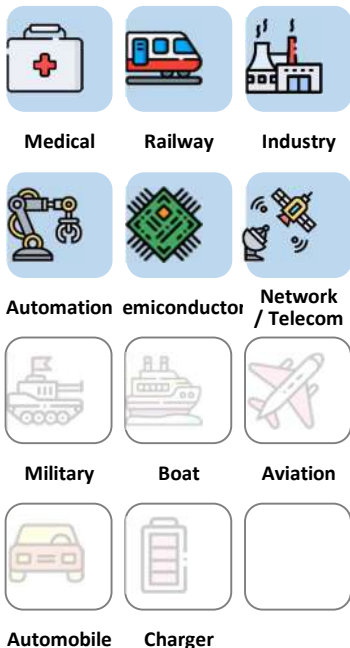 Medical Railway Industry
Automation emiconductor Network
/ Telecom
Military Boat Aviation
Automobile Charger